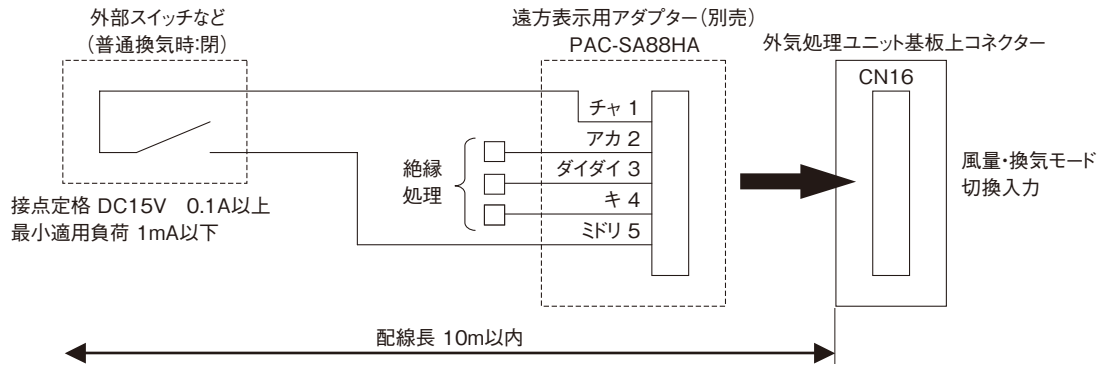 外部スイッチなど
（普通換気時:閉）
遠方表示用アダプター（別売）
PAC-SA88HA
外気処理ユニット基板上コネクター
CN16
チャ 1
アカ 2
ダイダイ 3
キ 4
ミドリ 5
絶縁
処理
風量・換気モード
切換入力
接点定格 DC15V 0.1A以上
最小適用負荷 1mA以下
配線長 10m以内